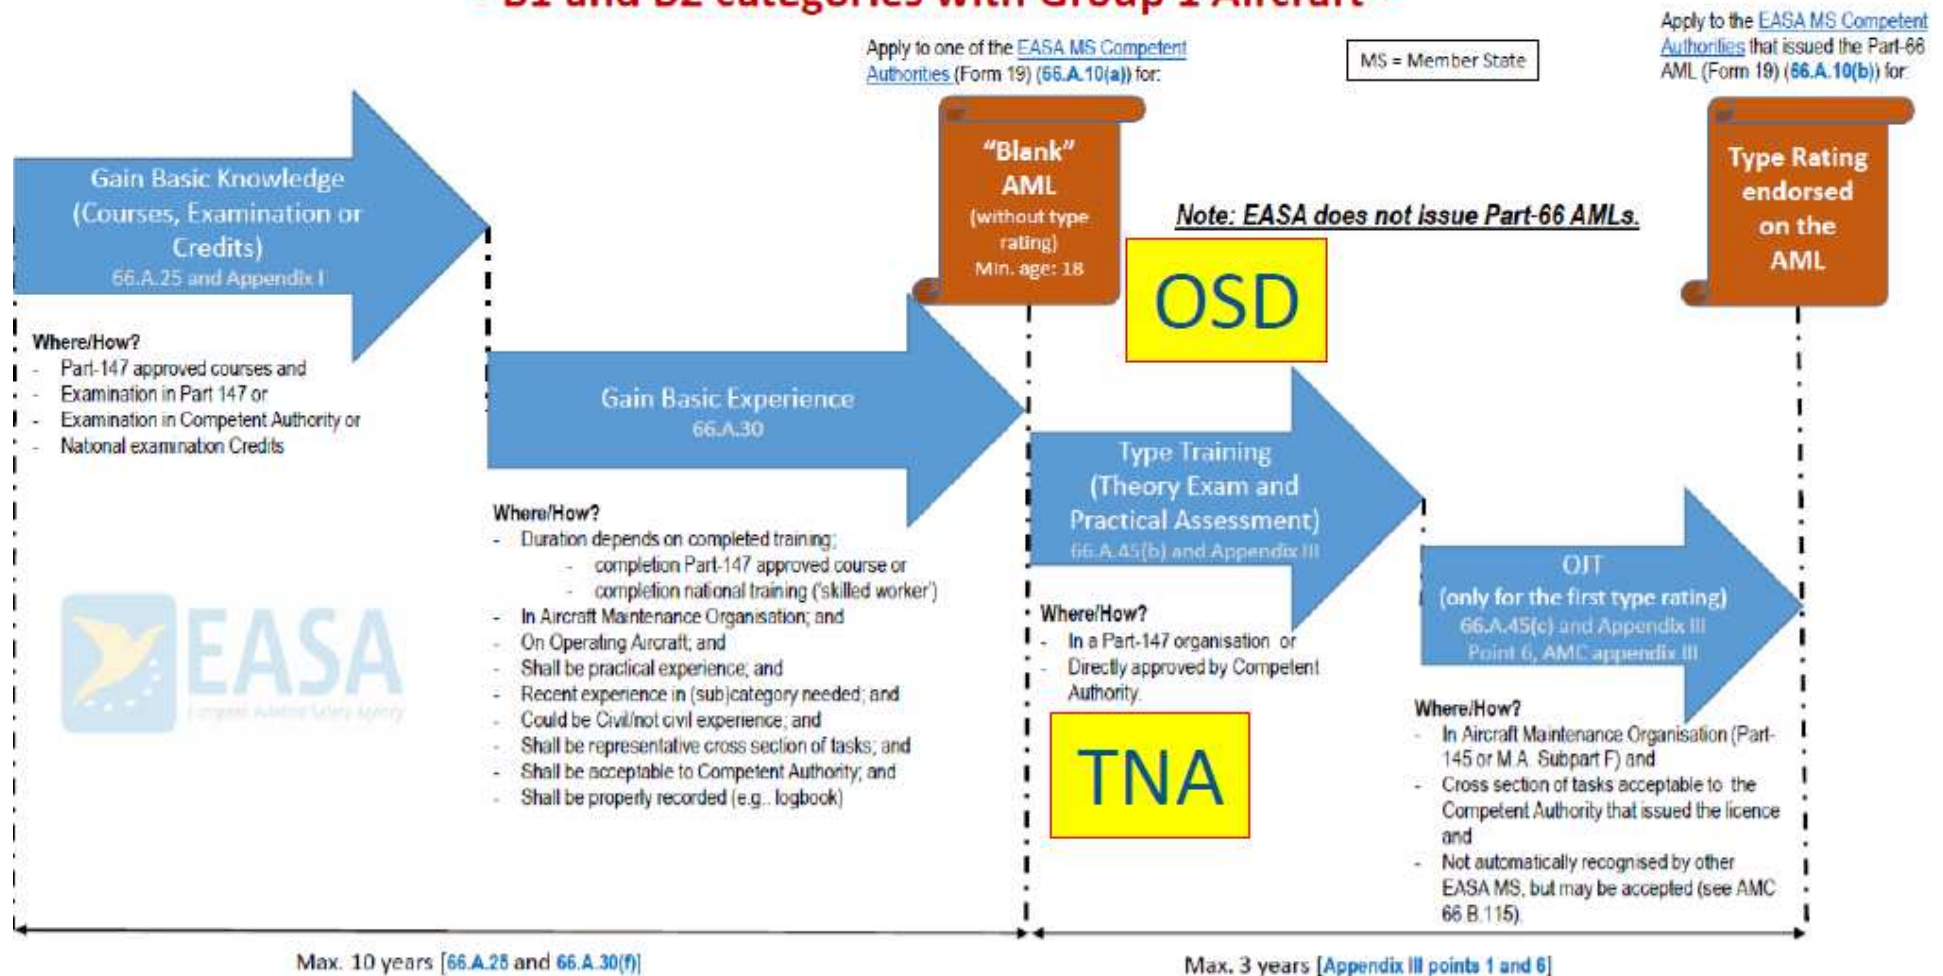 B1 and B2 categories with Group 1 Aircraft -
Apply to one of the EASA MS Competent
Authorities (Form 19) (66.A.10(a)) for:
MS = Member State
Apply to the EASA MS Competent
Authorities that issued the Part-66
AML (Form 19) (66.A.10(b)) for:
"Blank"
AML
(without type
rating)
Min. age: 18
Type Rating
endorsed
on the
AML
Note: EASA does not issue Part-66 AMLs.
OSD
Gain Basic Knowledge
(Courses, Examination or
Credits)
66.A.25 and Appendix I
Where/How?
- Part-147 approved courses and
- Examination in Part 147 or
- Examination in Competent Authority or
- National examination Credits
Gain Basic Experience
66.A.30
Where/How?
- Duration depends on completed training;
- completion Part-147 approved course or
- completion national training ('skilled worker')
- In Aircraft Maintenance Organisation; and
- On Operating Aircraft; and
- Shall be practical experience; and
- Recent experience in (sub)category needed; and
- Could be Civil/not civil experience; and
- Shall be representative cross section of tasks; and
- Shall be acceptable to Competent Authority; and
- Shall be properly recorded (e.g.. logbook)
EASA
European Aviation Safety Agency
Type Training
(Theory Exam and
Practical Assessment)
66.A.45(b) and Appendix III
Where/How?
- In a Part-147 organisation or
- Directly approved by Competent
Authority.
TNA
OJT
(only for the first type rating)
66.A.45(c) and Appendix III
Point 6, AMC appendix III
Where/How?
- In Aircraft Maintenance Organisation (Part-
145 or M.A. Subpart F) and
- Cross section of tasks acceptable to the
Competent Authority that issued the licence
and
- Not automatically recognised by other
EASA MS, but may be accepted (see AMC
66 B.115).
Max. 10 years [66.A.25 and 66.A.30(f)]
Max. 3 years [Appendix III points 1 and 6]